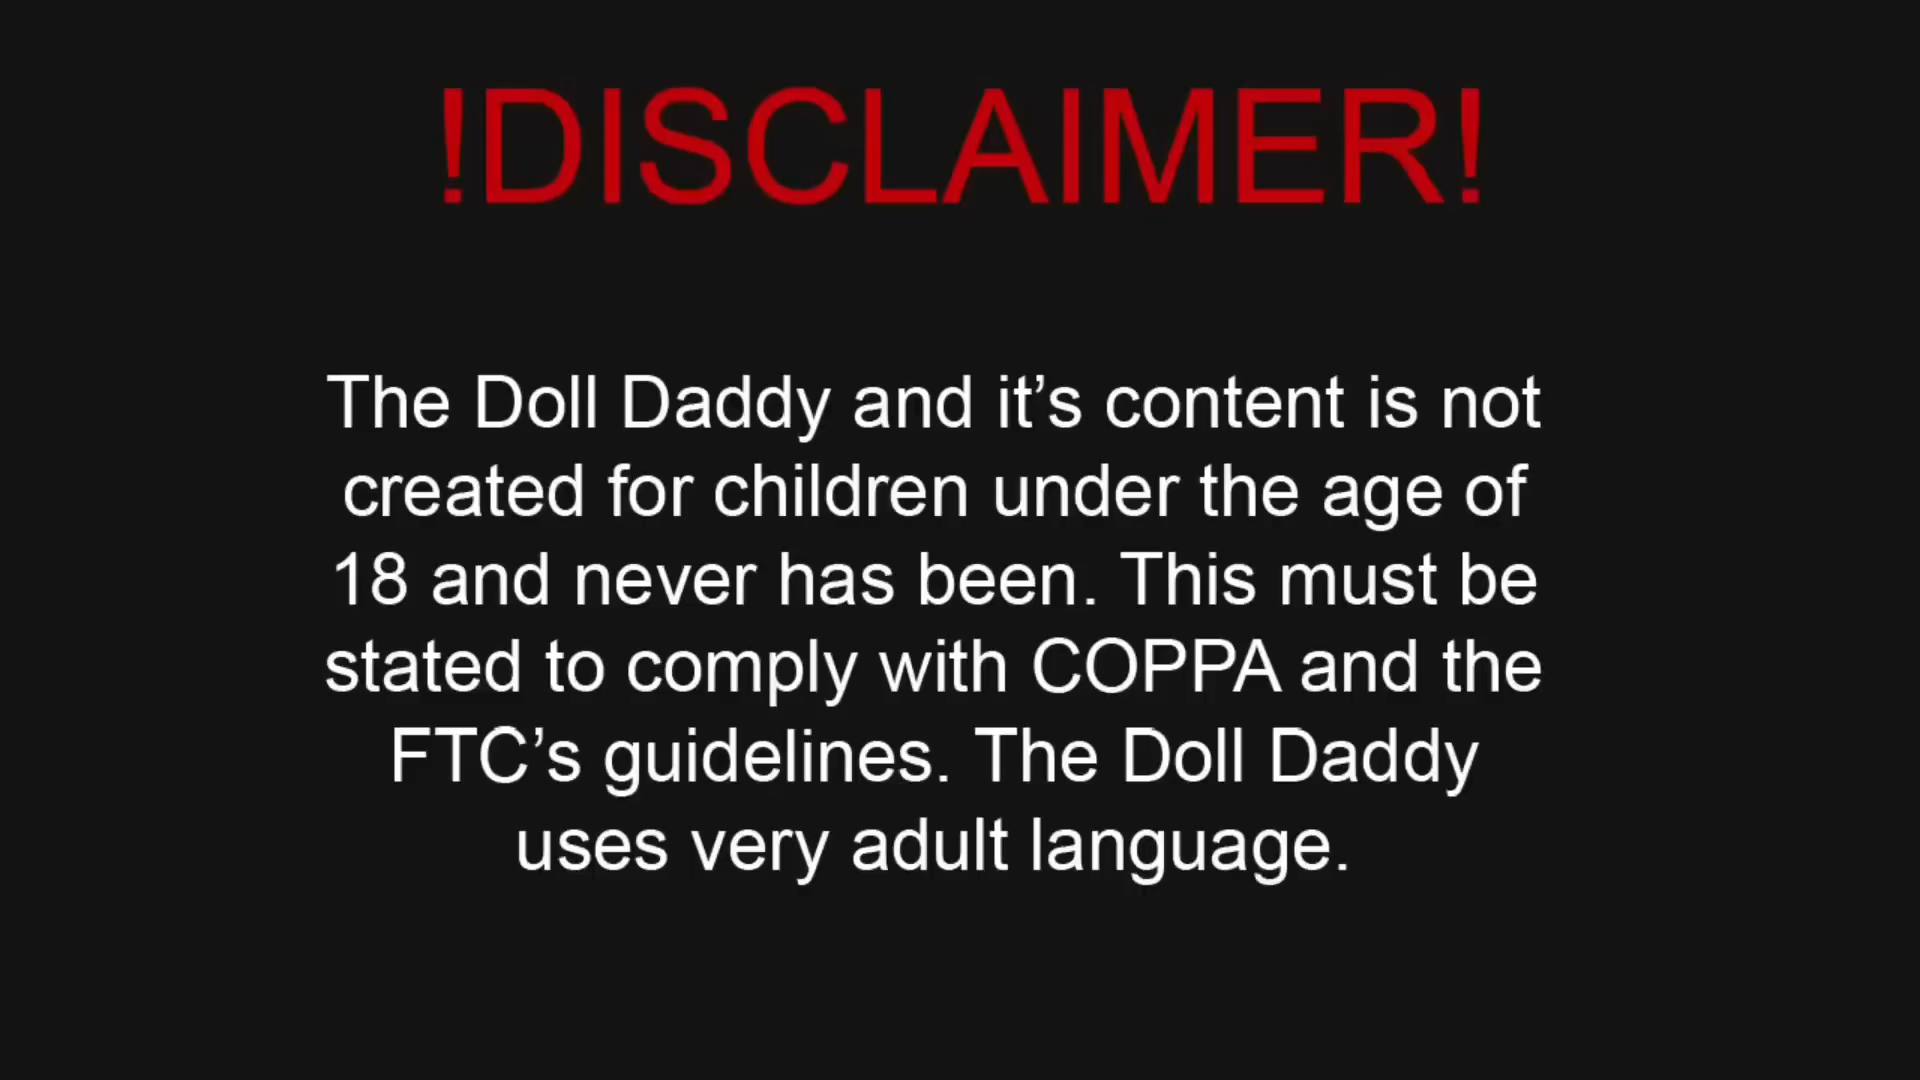 !DISCLAIMER!
The Doll Daddy and it’s content is not
created for children under the age of
18 and never has been. This must be
stated to comply with COPPA and the
FTC’s guidelines. The Doll Daddy
uses very adult language.